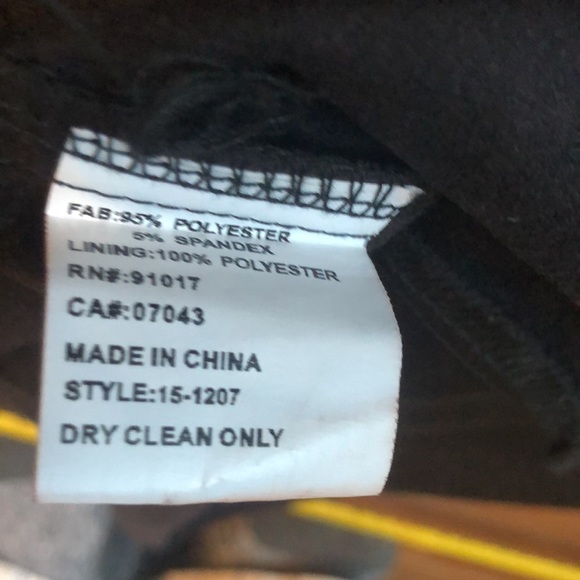 FAB:95% POLYESTER
5% SPANDEX
LINING:100% POLYESTER
RN#:91017
CA#:07043
MADE IN CHINA
STYLE:15-1207
DRY CLEAN ONLY